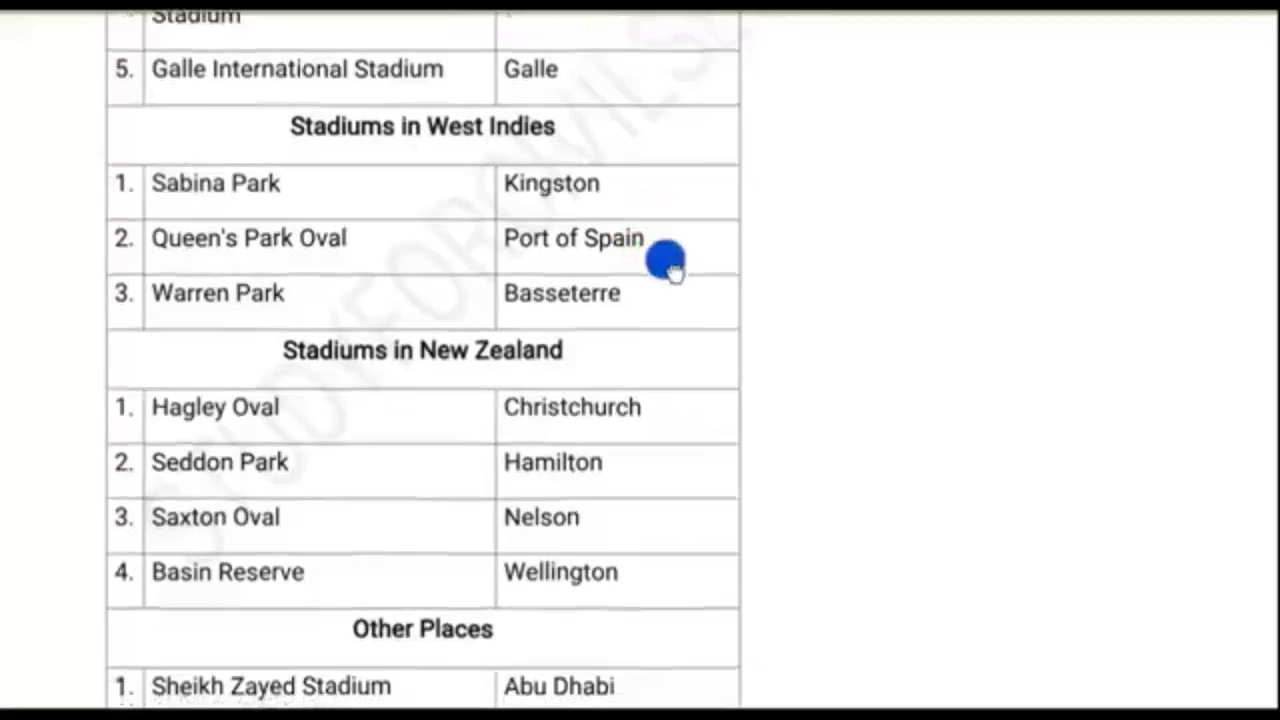 Stadium
5. Galle International Stadium Galle
Stadiums in West Indies
1. Sabina Park Kingston
2. Queen's Park Oval Port of Spain
3. Warren Park Basseterre
Stadiums in New Zealand
1. Hagley Oval Christchurch
2. Seddon Park Hamilton
3. Saxton Oval Nelson
4. Basin Reserve Wellington
Other Places
1. Sheikh Zayed Stadium Abu Dhabi